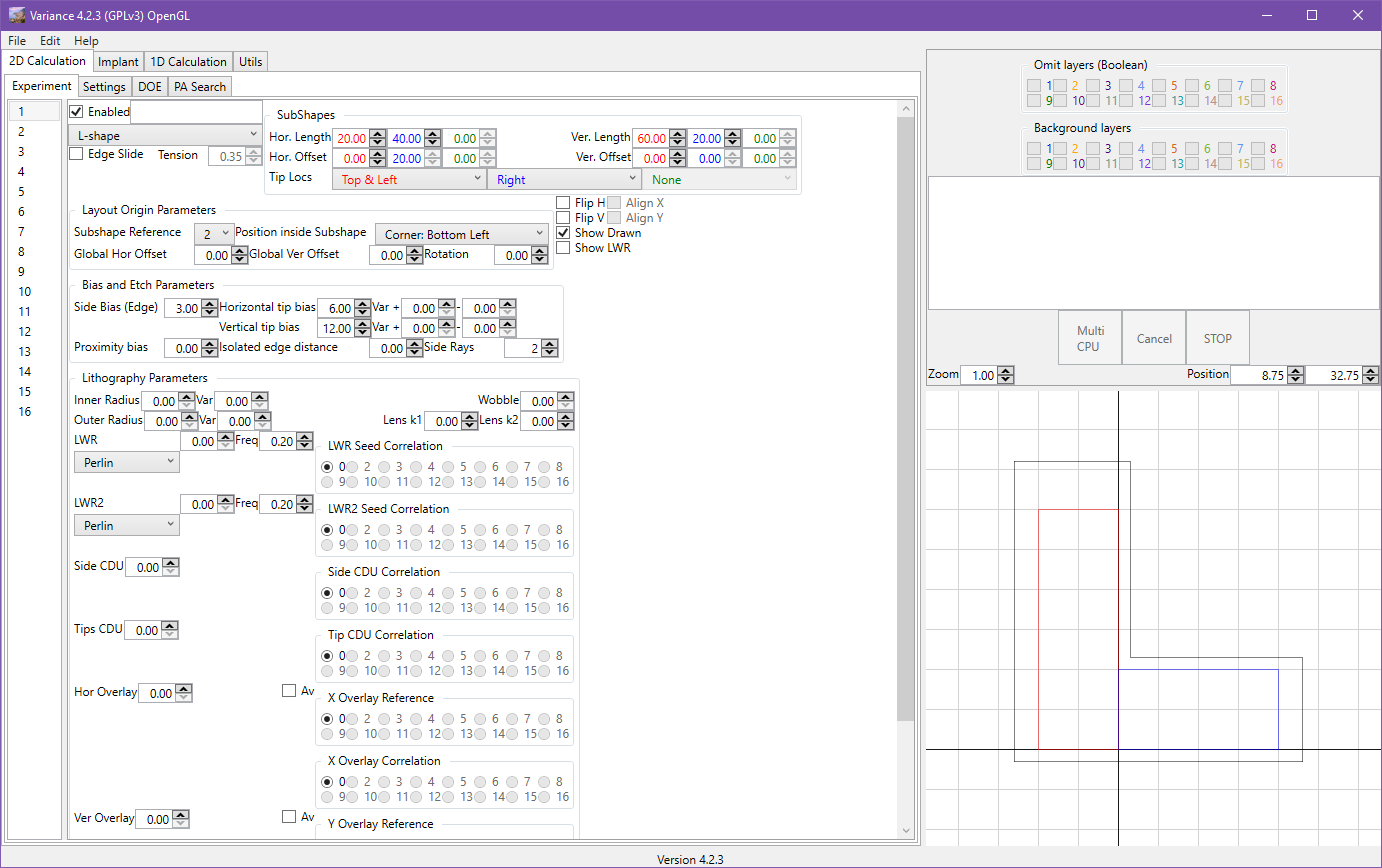 Variance 4.2.3 (GPLv3) OpenGL
File Edit Help
2D Calculation Implant 1D Calculation Utils
Experiment Settings DOE PA Search
1
2
3
4
5
6
7
8
9
10
11
12
13
14
15
16
Enabled
L-shape
Edge Slide Tension 0.35
SubShapes
Hor. Length 20.00 40.00 0.00 Ver. Length 60.00 20.00 0.00
Hor. Offset 0.00 20.00 0.00 Ver. Offset 0.00 0.00 0.00
Tip Locs Top & Left Right None
Flip H Align X
Flip V Align Y
Show Drawn
Show LWR
Layout Origin Parameters
Subshape Reference 2 Position inside Subshape Corner: Bottom Left
Global Hor Offset 0.00 Global Ver Offset 0.00 Rotation 0.00
Bias and Etch Parameters
Side Bias (Edge) 3.00 Horizontal tip bias 6.00 Var + 0.00 - 0.00
Vertical tip bias 12.00 Var + 0.00 - 0.00
Proximity bias 0.00 Isolated edge distance 0.00 Side Rays 2
Lithography Parameters
Inner Radius 0.00 Var 0.00 Wobble 0.00
Outer Radius 0.00 Var 0.00 Lens k1 0.00 Lens k2 0.00
LWR 0.00 Freq 0.20
Perlin
LWR Seed Correlation
0 2 3 4 5 6 7 8
9 10 11 12 13 14 15 16
LWR2 0.00 Freq 0.20
Perlin
LWR2 Seed Correlation
0 2 3 4 5 6 7 8
9 10 11 12 13 14 15 16
Side CDU 0.00
Side CDU Correlation
0 2 3 4 5 6 7 8
9 10 11 12 13 14 15 16
Tips CDU 0.00
Tip CDU Correlation
0 2 3 4 5 6 7 8
9 10 11 12 13 14 15 16
Hor Overlay 0.00 Av
X Overlay Reference
0 2 3 4 5 6 7 8
9 10 11 12 13 14 15 16
X Overlay Correlation
0 2 3 4 5 6 7 8
9 10 11 12 13 14 15 16
Ver Overlay 0.00 Av
Y Overlay Reference
Omit layers (Boolean)
1 2 3 4 5 6 7 8
9 10 11 12 13 14 15 16
Background layers
1 2 3 4 5 6 7 8
9 10 11 12 13 14 15 16
Multi
CPU
Cancel
STOP
Zoom 1.00 Position 8.75 32.75
Version 4.2.3